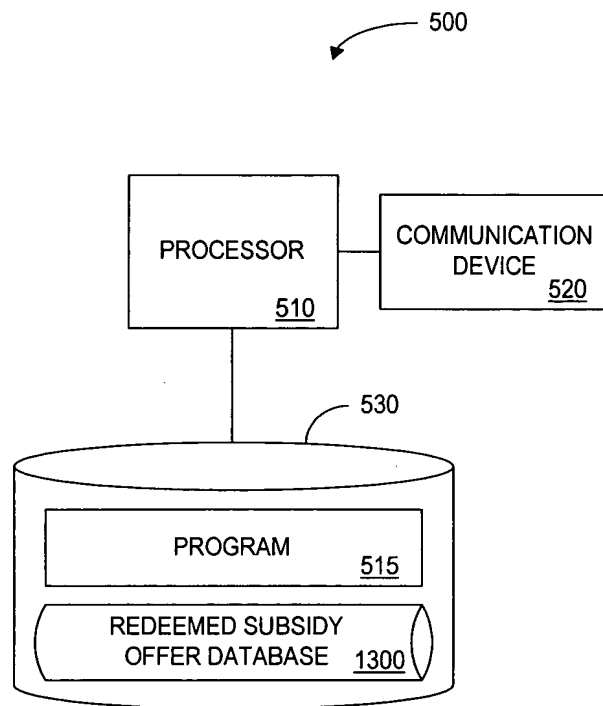 500
PROCESSOR
510
COMMUNICATION
DEVICE
520
530
PROGRAM
515
REDEEMED SUBSIDY
OFFER DATABASE
1300